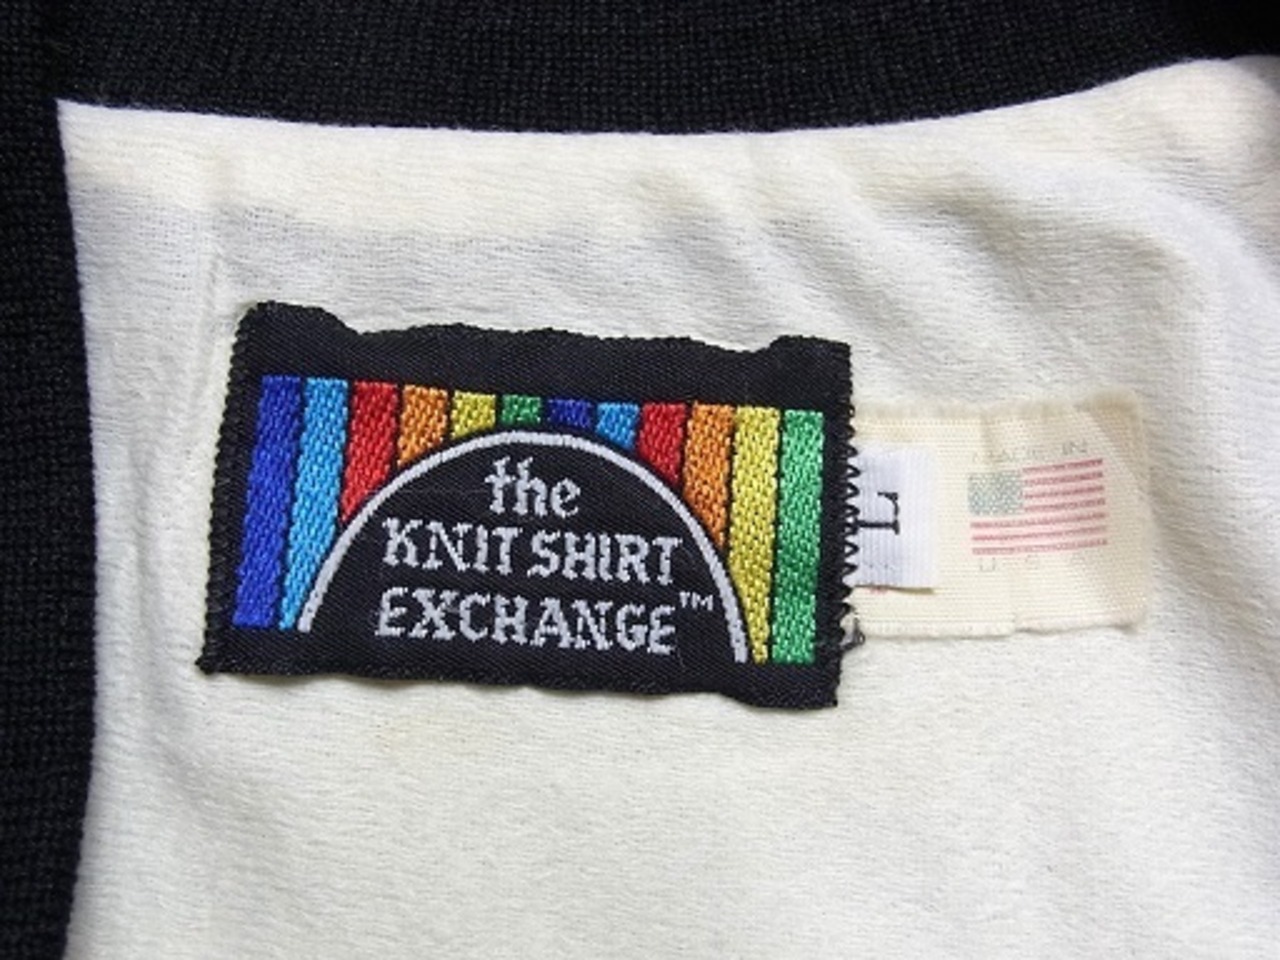 the
KNIT SHIRT
EXCHANGE™
L
MADE IN